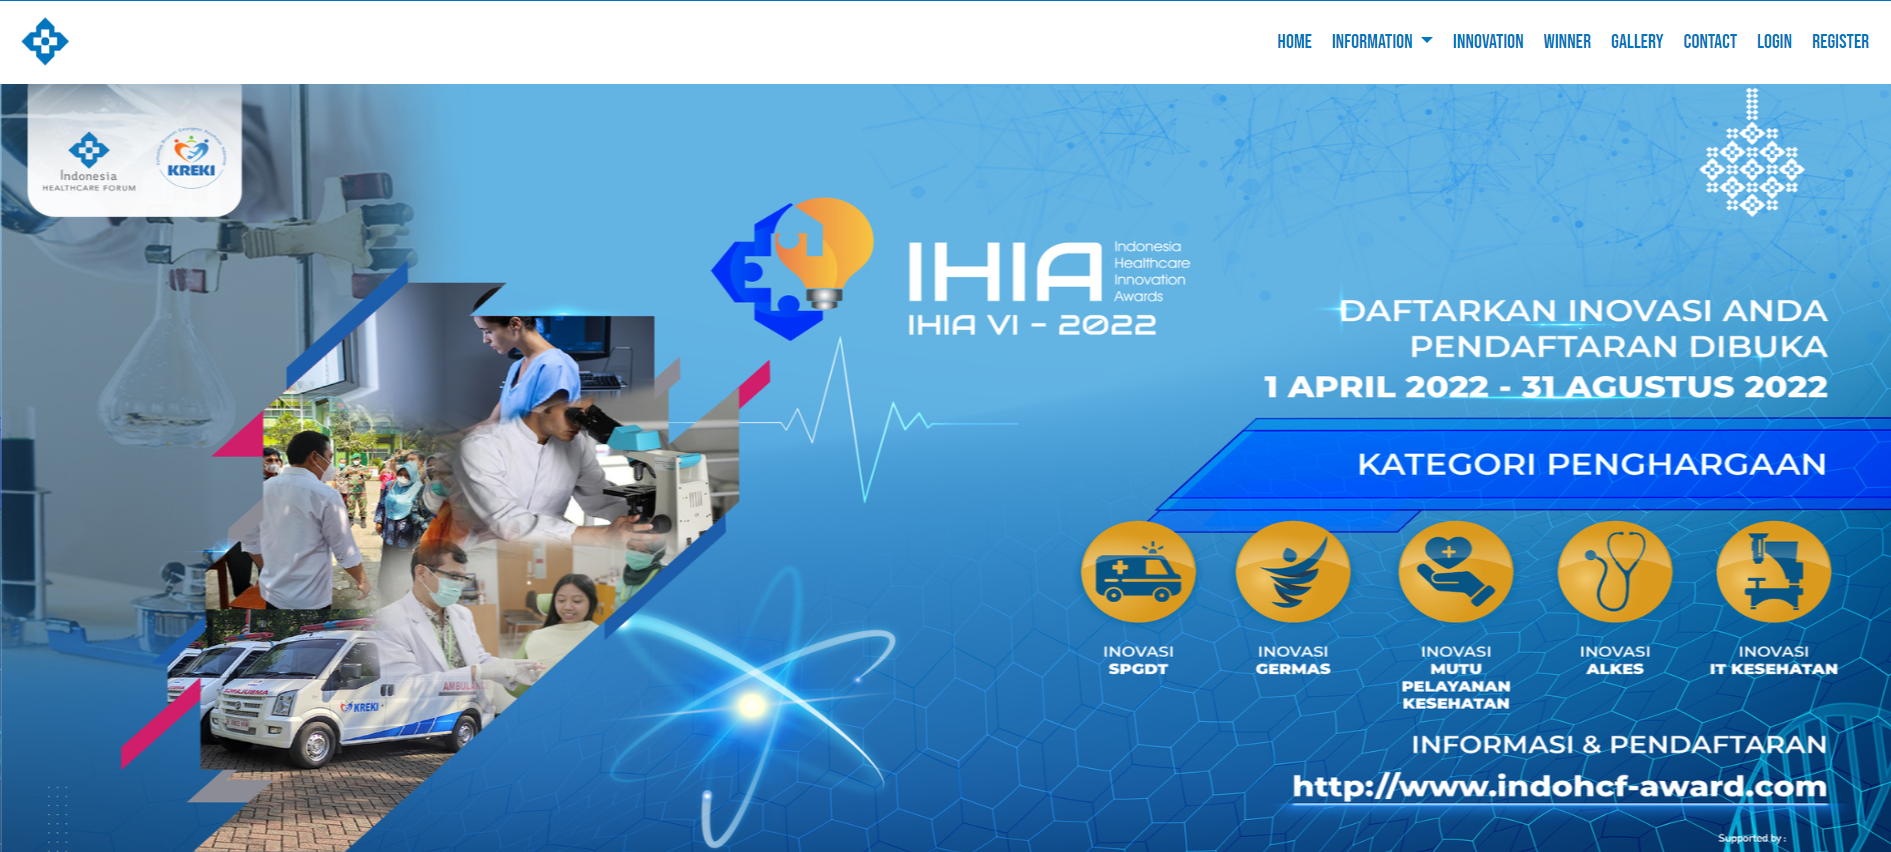 HOME INFORMATION INNOVATION WINNER GALLERY CONTACT LOGIN REGISTER
Indonesia
HEALTHCARE FORUM
KREKI
IHIA
Indonesia
Healthcare
Innovation
Awards
IHIA VI - 2022
DAFTARKAN INOVASI ANDA
PENDAFTARAN DIBUKA
1 APRIL 2022 - 31 AGUSTUS 2022
KATEGORI PENGHARGAAN
INOVASI
SPGDT
INOVASI
GERMAS
INOVASI
MUTU
PELAYANAN
KESEHATAN
INOVASI
ALKES
INOVASI
IT KESEHATAN
AMBULANCE
KREKI
INFORMASI & PENDAFTARAN
http://www.indohcf-award.com
Supported by :